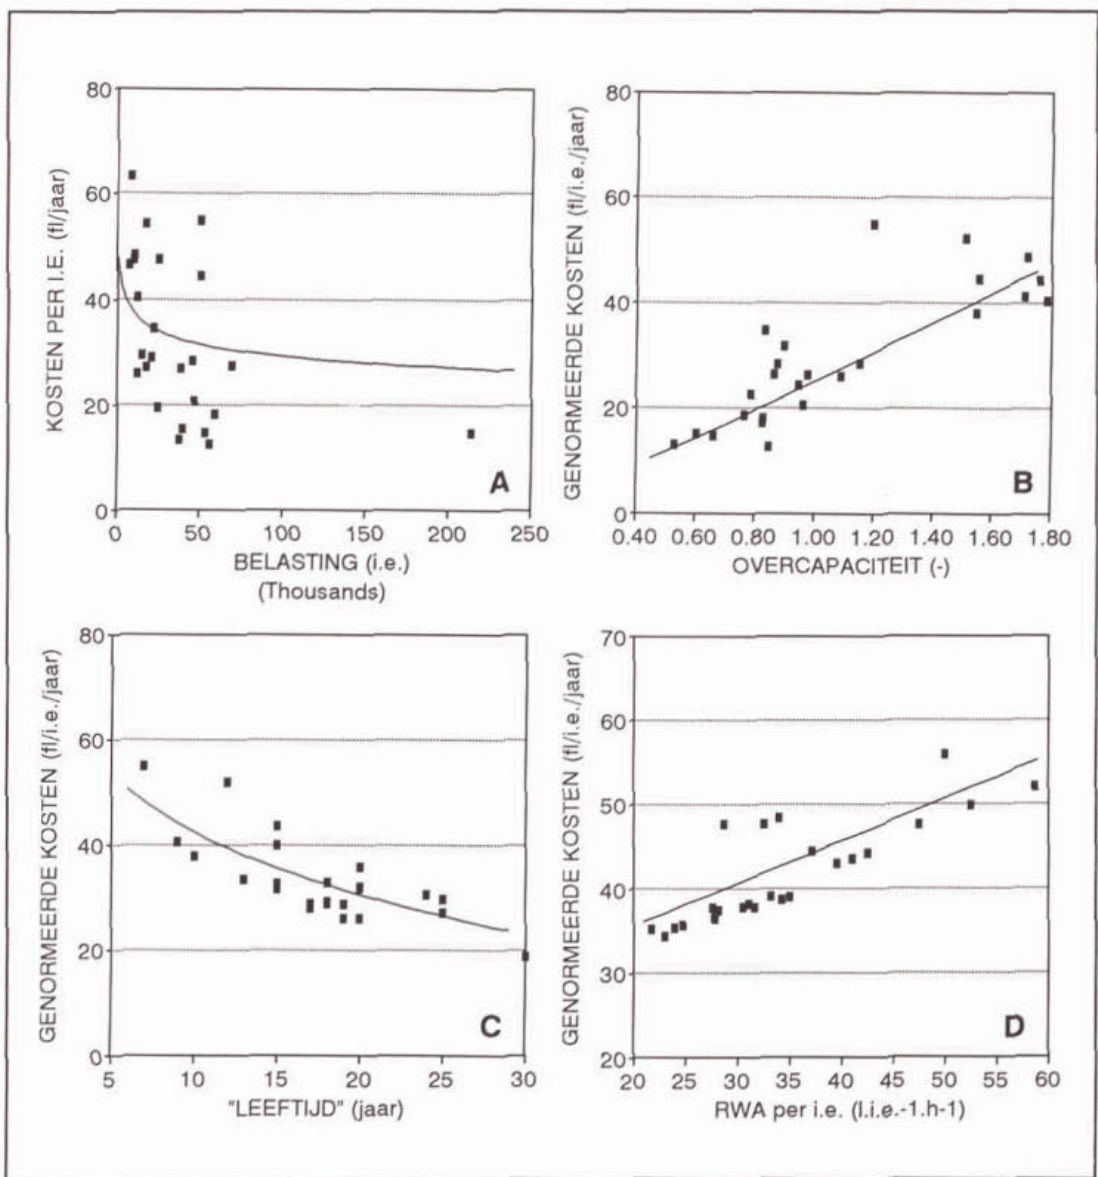 KOSTEN PER I.E. (fl/jaar)
80
60
40
20
0
0 50 100 150 200 250
BELASTING (i.e.)
(Thousands)
A
GENORMEERDE KOSTEN (fl/i.e./jaar)
80
60
40
20
0
0.40 0.60 0.80 1.00 1.20 1.40 1.60 1.80
OVERCAPACITEIT (-)
B
GENORMEERDE KOSTEN (fl/i.e./jaar)
80
60
40
20
0
5 10 15 20 25 30
"LEEFTIJD" (jaar)
C
GENORMEERDE KOSTEN (fl/i.e./jaar)
70
60
50
40
30
20
20 25 30 35 40 45 50 55 60
RWA per i.e. (l.i.e.-1.h-1)
D